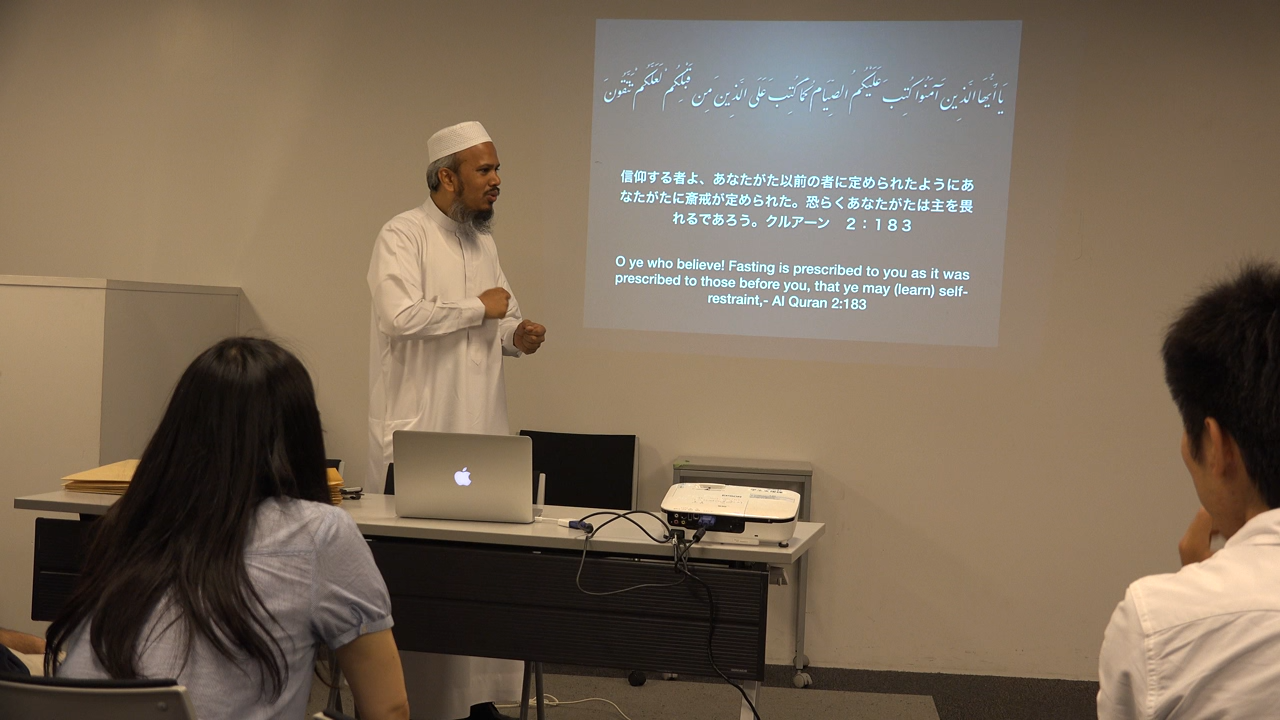 يَا أَيُّهَا الَّذِينَ آمَنُوا كُتِبَ عَلَيْكُمُ الصِّيَامُ كَمَا كُتِبَ عَلَى الَّذِينَ مِن قَبْلِكُمْ لَعَلَّكُمْ تَتَّقُونَ
信仰する者よ、あなたがた以前の者に定められたようにあ
なたがたに斎戒が定められた。恐らくあなたがたは主を畏
れるであろう。クルアーン　２：１８３
O ye who believe! Fasting is prescribed to you as it was
prescribed to those before you, that ye may (learn) self-
restraint,- Al Quran 2:183